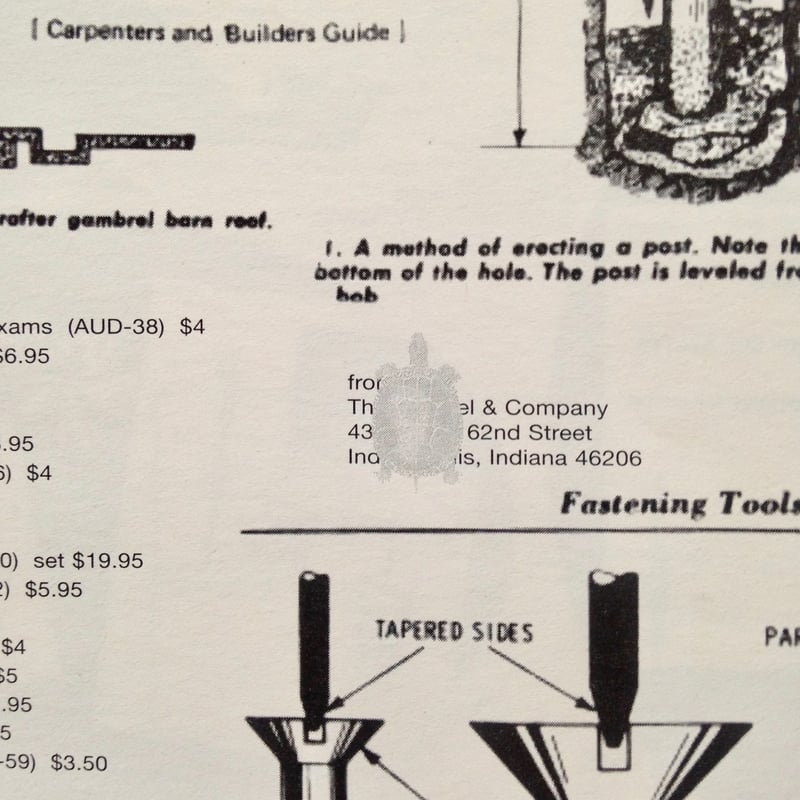 [ Carpenters and Builders Guide ]
rafter gambrel barn roof.
1. A method of erecting a post. Note th
bottom of the hole. The post is leveled fro
bob
xams (AUD-38) $4
$6.95
.95
6) $4
0) set $19.95
2) $5.95
$4
$5
.95
5
-59) $3.50
fro
Th el & Company
43 62nd Street
Ind is, Indiana 46206
Fastening Tools
TAPERED SIDES
PAR